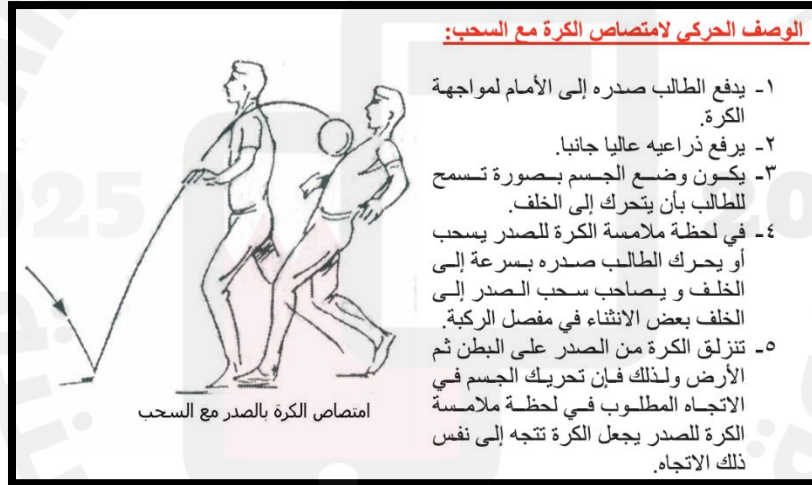 الوصف الحركي لامتصاص الكرة مع السحب:
١- يدفع الطالب صدره إلى الأمام لمواجهة
الكرة.
٢- يرفع ذراعيه عاليا جانبا.
٣- يكون وضع الجسم بصورة تسمح
للطالب بأن يتحرك إلى الخلف.
٤- في لحظة ملامسة الكرة للصدر يسحب
أو يحرك الطالب صدره بسرعة إلى
الخلف و يصاحب سحب الصدر إلى
الخلف بعض الانثناء في مفصل الركبة.
٥- تنزلق الكرة من الصدر على البطن ثم
الأرض ولذلك فإن تحريك الجسم في
الاتجاه المطلوب في لحظة ملامسة
الكرة للصدر يجعل الكرة تتجه إلى نفس
ذلك الاتجاه.
امتصاص الكرة بالصدر مع السحب